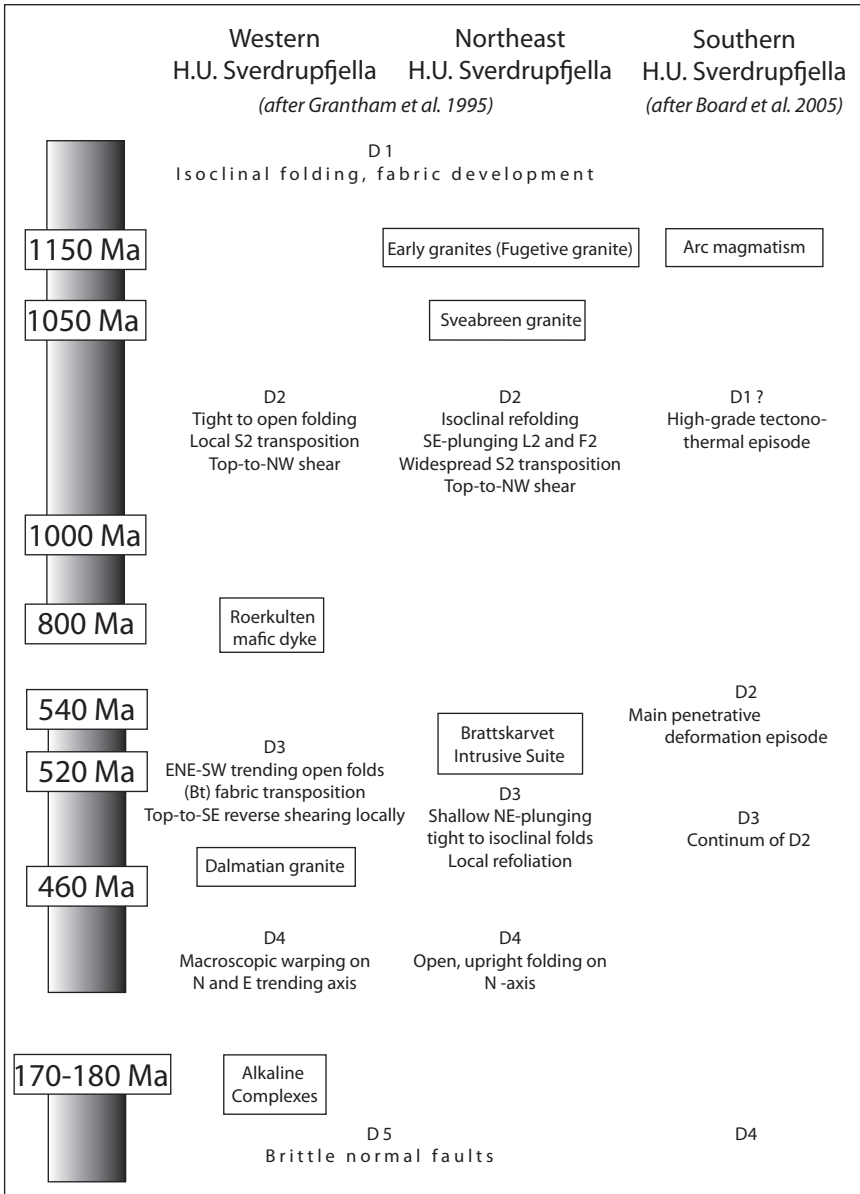 Western
H.U. Sverdrupfjella
Northeast
H.U. Sverdrupfjella
Southern
H.U. Sverdrupfjella
(after Grantham et al. 1995)
(after Board et al. 2005)
D 1
Isoclinal folding, fabric development
1150 Ma
Early granites (Fugetive granite)
Arc magmatism
1050 Ma
Sveabreen granite
D2
Tight to open folding
Local S2 transposition
Top-to-NW shear
D2
Isoclinal refolding
SE-plunging L2 and F2
Widespread S2 transposition
Top-to-NW shear
D1 ?
High-grade tectono-
thermal episode
1000 Ma
800 Ma
Roerkulten
mafic dyke
540 Ma
D2
Main penetrative
deformation episode
Brattskarvet
Intrusive Suite
520 Ma
D3
ENE-SW trending open folds
(Bt) fabric transposition
Top-to-SE reverse shearing locally
D3
Shallow NE-plunging
tight to isoclinal folds
Local refoliation
D3
Continum of D2
Dalmatian granite
460 Ma
D4
Macroscopic warping on
N and E trending axis
D4
Open, upright folding on
N -axis
170-180 Ma
Alkaline
Complexes
D 5
Brittle normal faults
D4